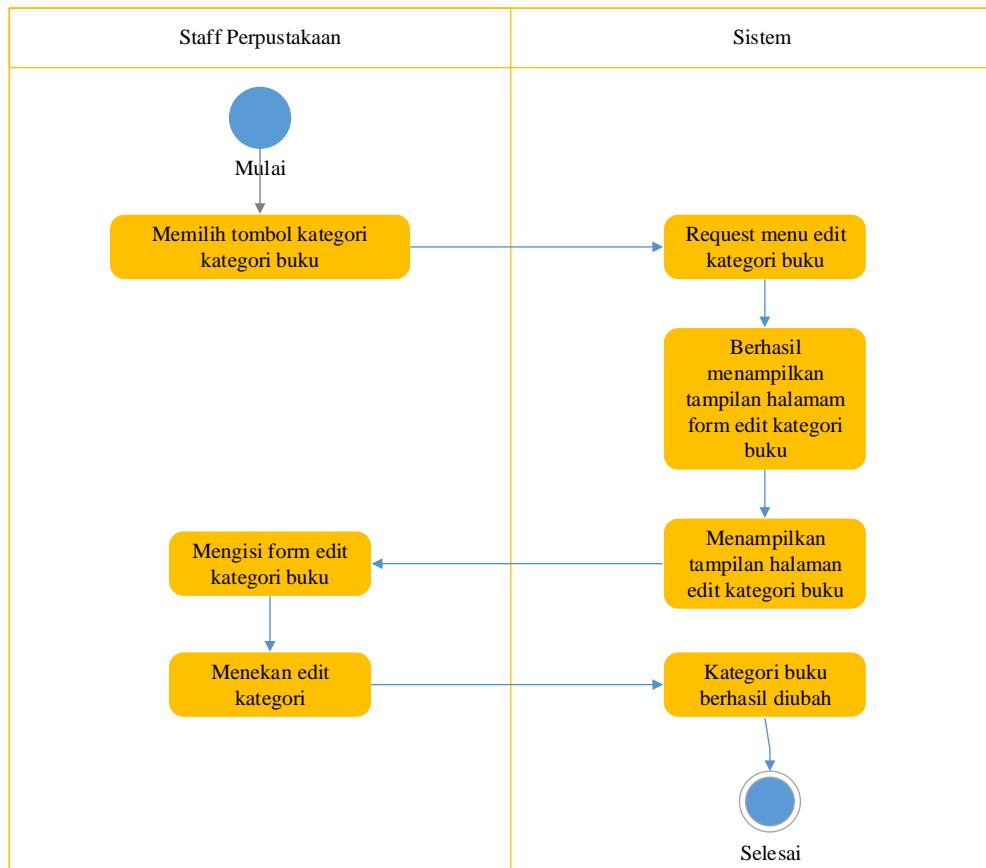 Staff Perpustakaan
Sistem
Mulai
Memilih tombol kategori
kategori buku
Request menu edit
kategori buku
Berhasil
menampilkan
tampilan halamam
form edit kategori
buku
Menampilkan
tampilan halaman
edit kategori buku
Mengisi form edit
kategori buku
Menekan edit
kategori
Kategori buku
berhasil diubah
Selesai